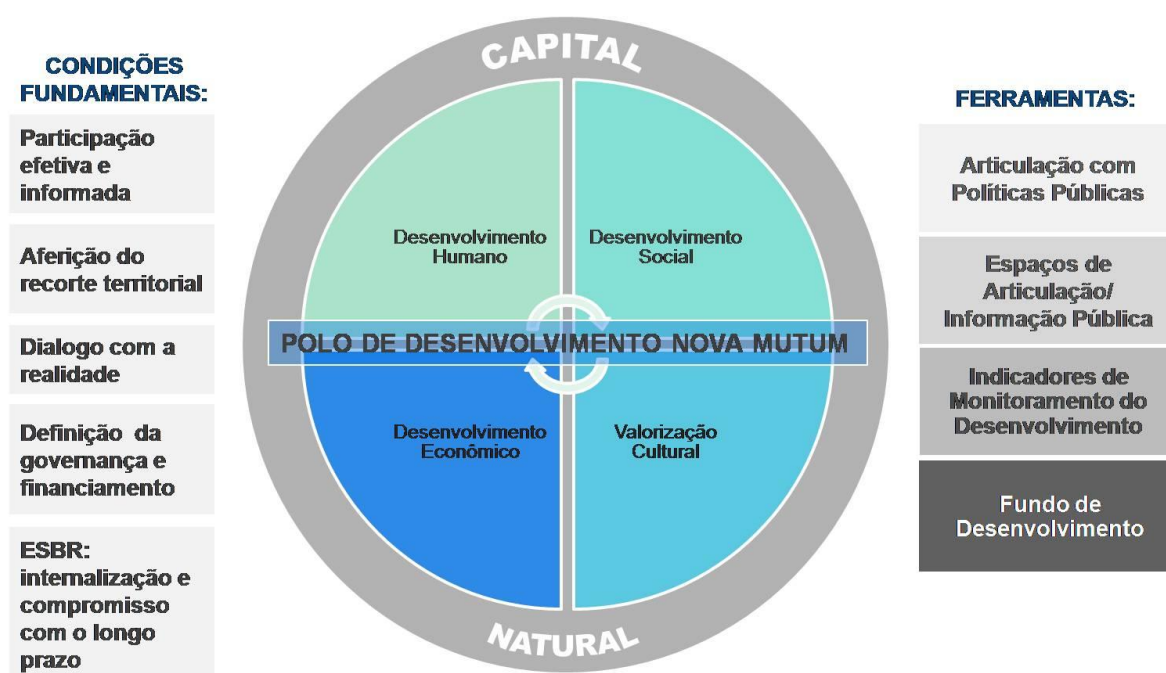 CONDIÇÕES
FUNDAMENTAIS:
Participação
efetiva e
informada
Aferição do
recorte territorial
Dialogo com a
realidade
Definição da
governança e
financiamento
ESBR:
internalização e
compromisso
com o longo
prazo
CAPITAL
Desenvolvimento
Humano
Desenvolvimento
Social
POLO DE DESENVOLVIMENTO NOVA MUTUM
Desenvolvimento
Econômico
Valorização
Cultural
NATURAL
FERRAMENTAS:
Articulação com
Políticas Públicas
Espaços de
Articulação/
Informação Pública
Indicadores de
Monitoramento do
Desenvolvimento
Fundo de
Desenvolvimento